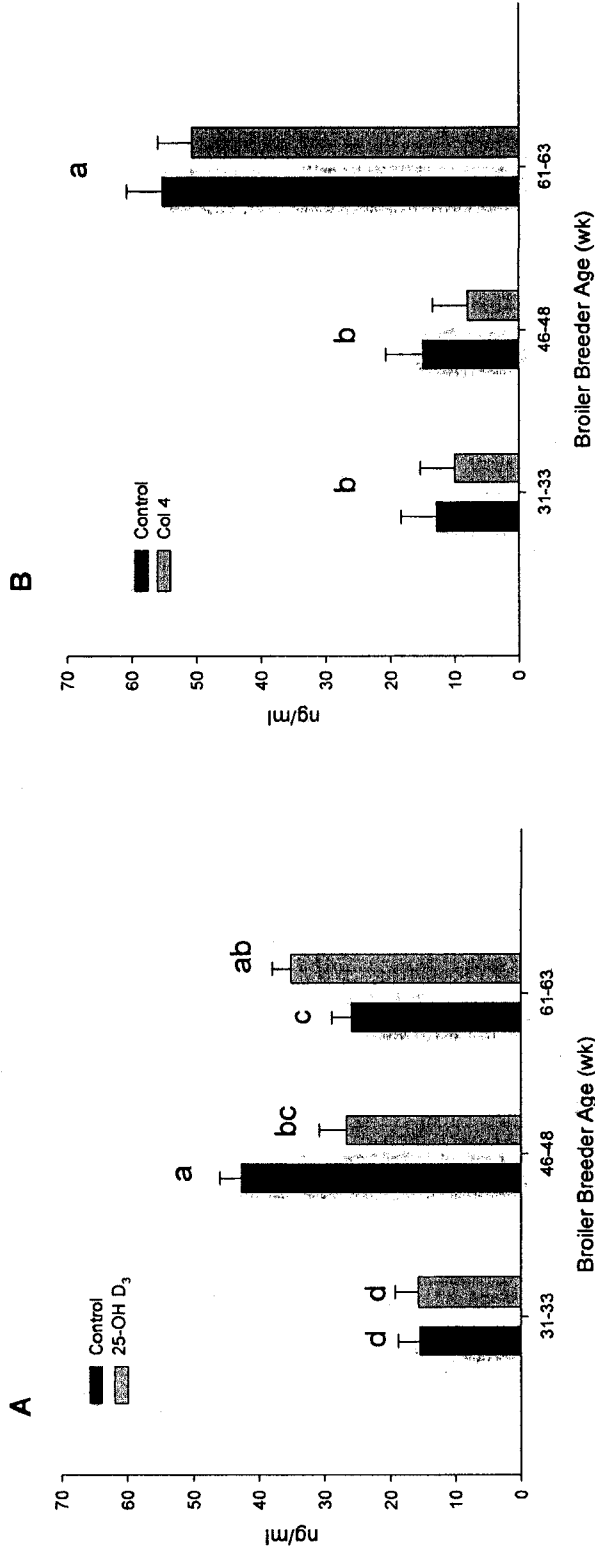 A
Control
25-OH D3
70
60
50
40
30
20
10
0
ng/ml
d
d
a
bc
c
ab
31-33
46-48
61-63
Broiler Breeder Age (wk)
B
Control
Col 4
70
60
50
40
30
20
10
0
ng/ml
b
b
a
31-33
46-48
61-63
Broiler Breeder Age (wk)